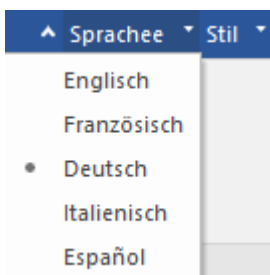 Sprachee Stil
Englisch
Französisch
Deutsch
Italienisch
Español